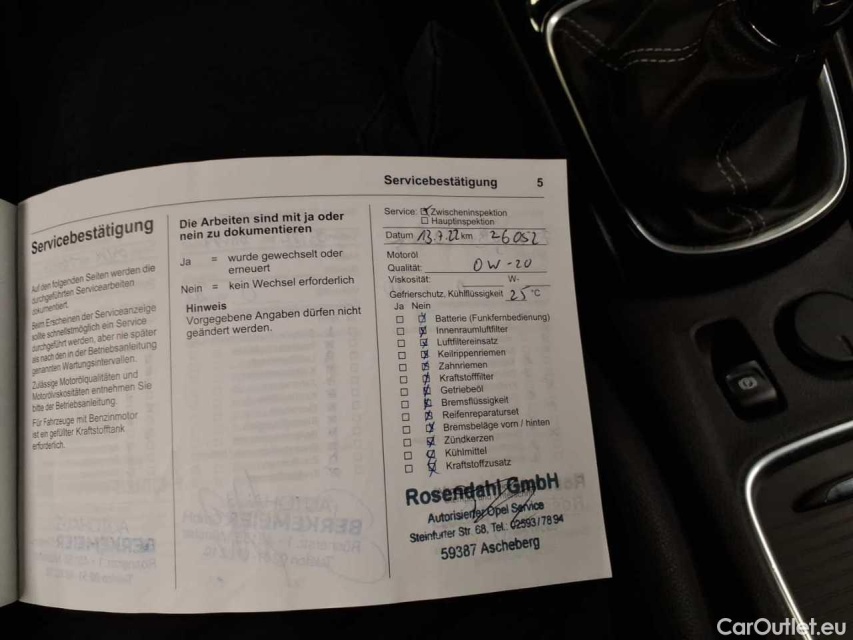 Servicebestätigung 5
Servicebestätigung
Auf den folgenden Seiten werden die
durchgeführten Servicearbeiten
dokumentiert.
Beim Erscheinen der Serviceanzeige
sollte schnellstmöglich ein Service
durchgeführt werden, aber nie später
als nach den in der Betriebsanleitung
genannten Wartungsintervallen.
Zulässige Motorölqualitäten und
Motorölviskositäten entnehmen Sie
bitte der Betriebsanleitung.
Für Fahrzeuge mit Benzinmotor
ist ein gefüllter Kraftstofftank
erforderlich.
Die Arbeiten sind mit ja oder
nein zu dokumentieren
Ja = wurde gewechselt oder
erneuert
Nein = kein Wechsel erforderlich
Hinweis
Vorgegebene Angaben dürfen nicht
geändert werden.
Service: Zwischeninspektion
Hauptinspektion
Datum 13.7.22 km 26052
Motoröl
Qualität: 0W-20
Viskosität: W-
Gefrierschutz, Kühlflüssigkeit 25 °C
Ja Nein
Batterie (Funkfernbedienung)
Innenraumluftfilter
Luftfiltereinsatz
Keilrippenriemen
Zahnriemen
Kraftstofffilter
Getriebeöl
Bremsflüssigkeit
Reifenreparaturset
Bremsbeläge vorn / hinten
Zündkerzen
Kühlmittel
Kraftstoffzusatz
Rosendahl GmbH
Autorisierter Opel Service
Steinfurter Str. 68, Tel.: 02593/7894
59387 Ascheberg
CarOutlet.eu